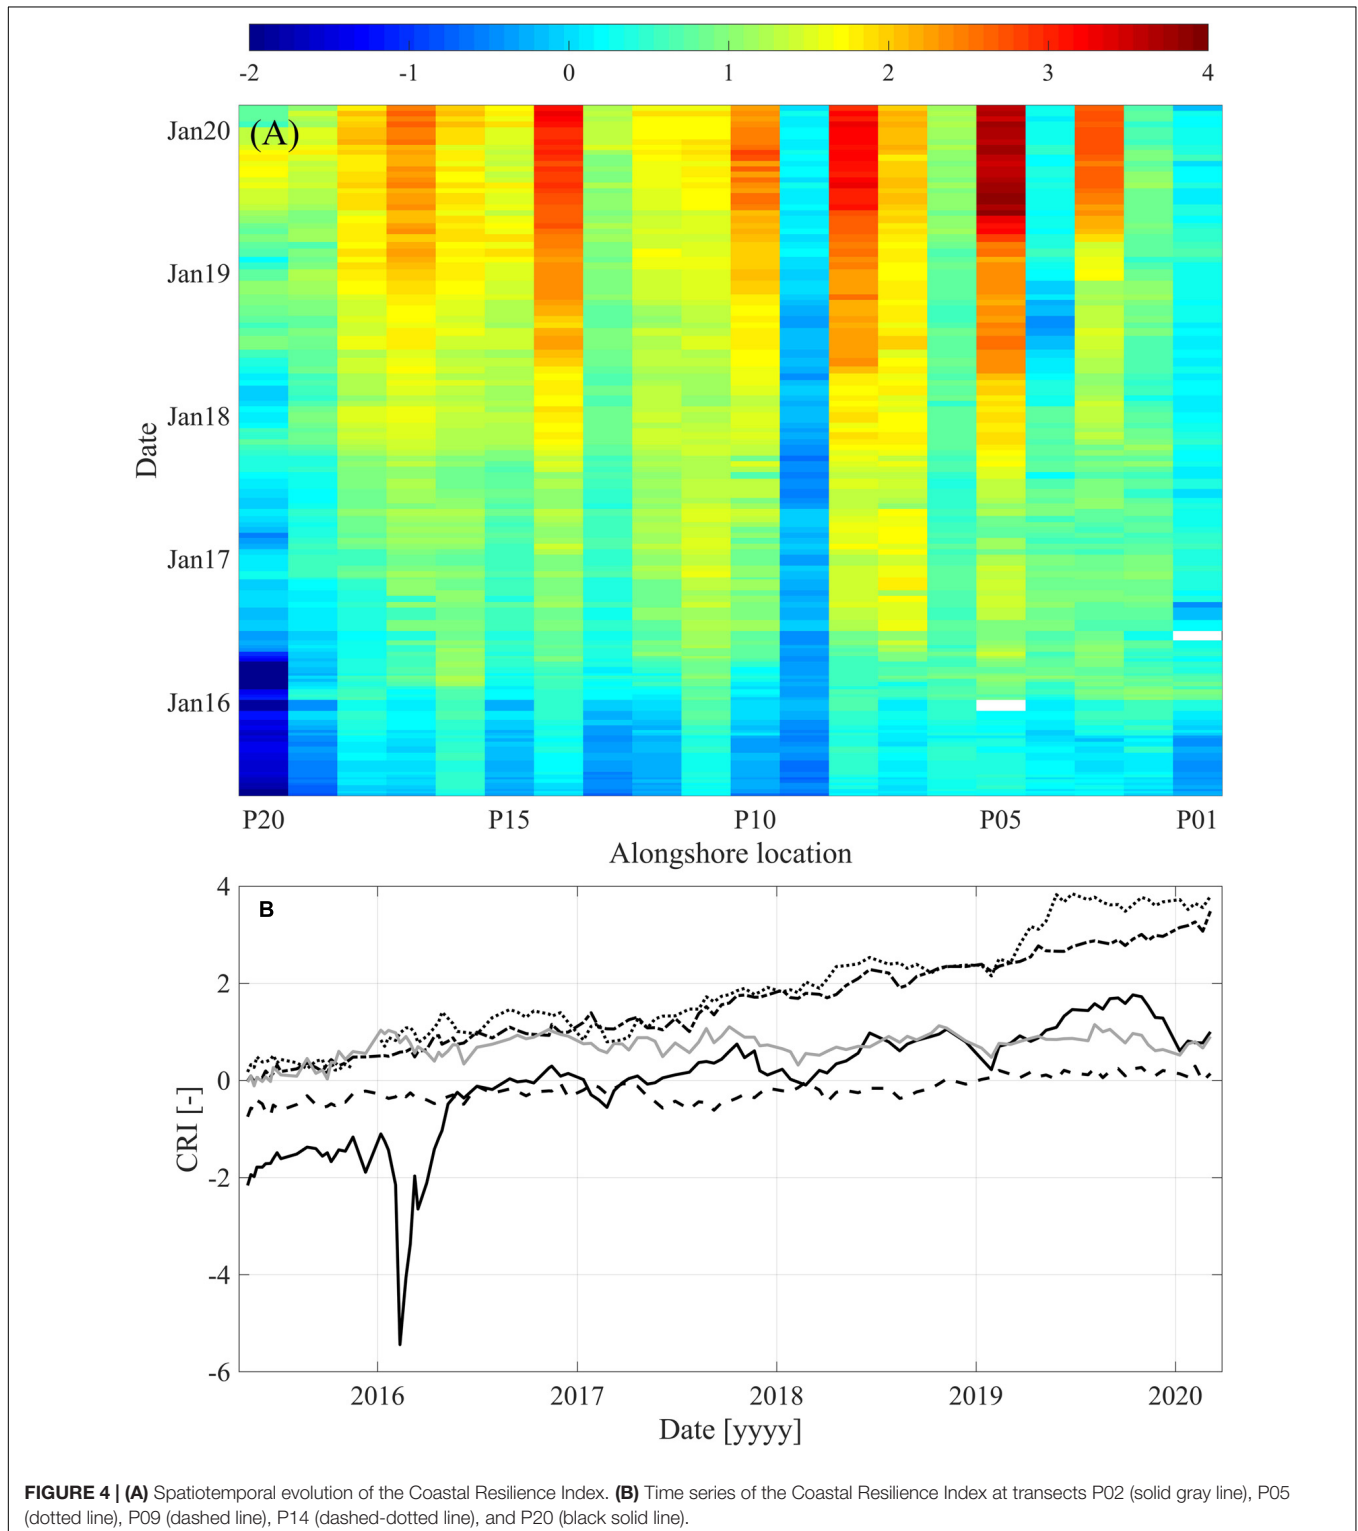 -2 -1 0 1 2 3 4
(A)
Jan20
Jan19
Jan18
Jan17
Jan16
Date
P20 P15 P10 P05 P01
Alongshore location
B
4
2
0
-2
-4
-6
CRI [-]
2016 2017 2018 2019 2020
Date [yyyy]
FIGURE 4 | (A) Spatiotemporal evolution of the Coastal Resilience Index. (B) Time series of the Coastal Resilience Index at transects P02 (solid gray line), P05
(dotted line), P09 (dashed line), P14 (dashed-dotted line), and P20 (black solid line).